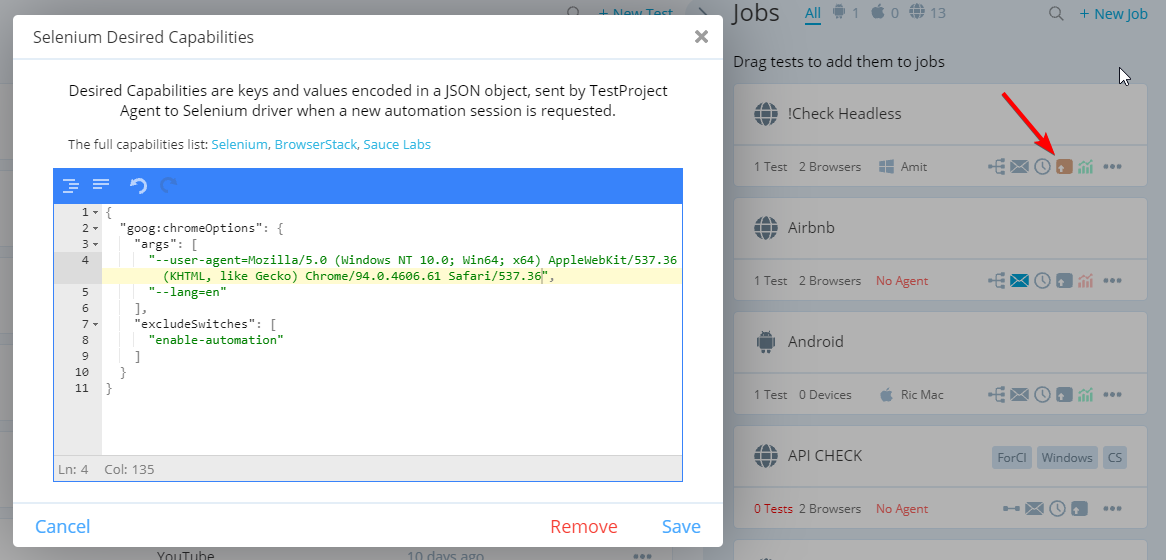 Selenium Desired Capabilities
Desired Capabilities are keys and values encoded in a JSON object, sent by TestProject
Agent to Selenium driver when a new automation session is requested.
The full capabilities list: Selenium, BrowserStack, Sauce Labs
1 {
2 "goog:chromeOptions": {
3 "args": [
4 "--user-agent=Mozilla/5.0 (Windows NT 10.0; Win64; x64) AppleWebKit/537.36
(KHTML, like Gecko) Chrome/94.0.4606.61 Safari/537.36",
5 "--lang=en"
6 ],
7 "excludeSwitches": [
8 "enable-automation"
9 ]
10 }
11 }
Ln: 4 Col: 135
Cancel Remove Save
+ New Test
YouTube 10 days ago
Jobs All 1 0 13 + New Job
Drag tests to add them to jobs
!Check Headless
1 Test 2 Browsers Amit
Airbnb
1 Test 2 Browsers No Agent
Android
1 Test 0 Devices Ric Mac
API CHECK ForCI Windows CS
0 Tests 2 Browsers No Agent